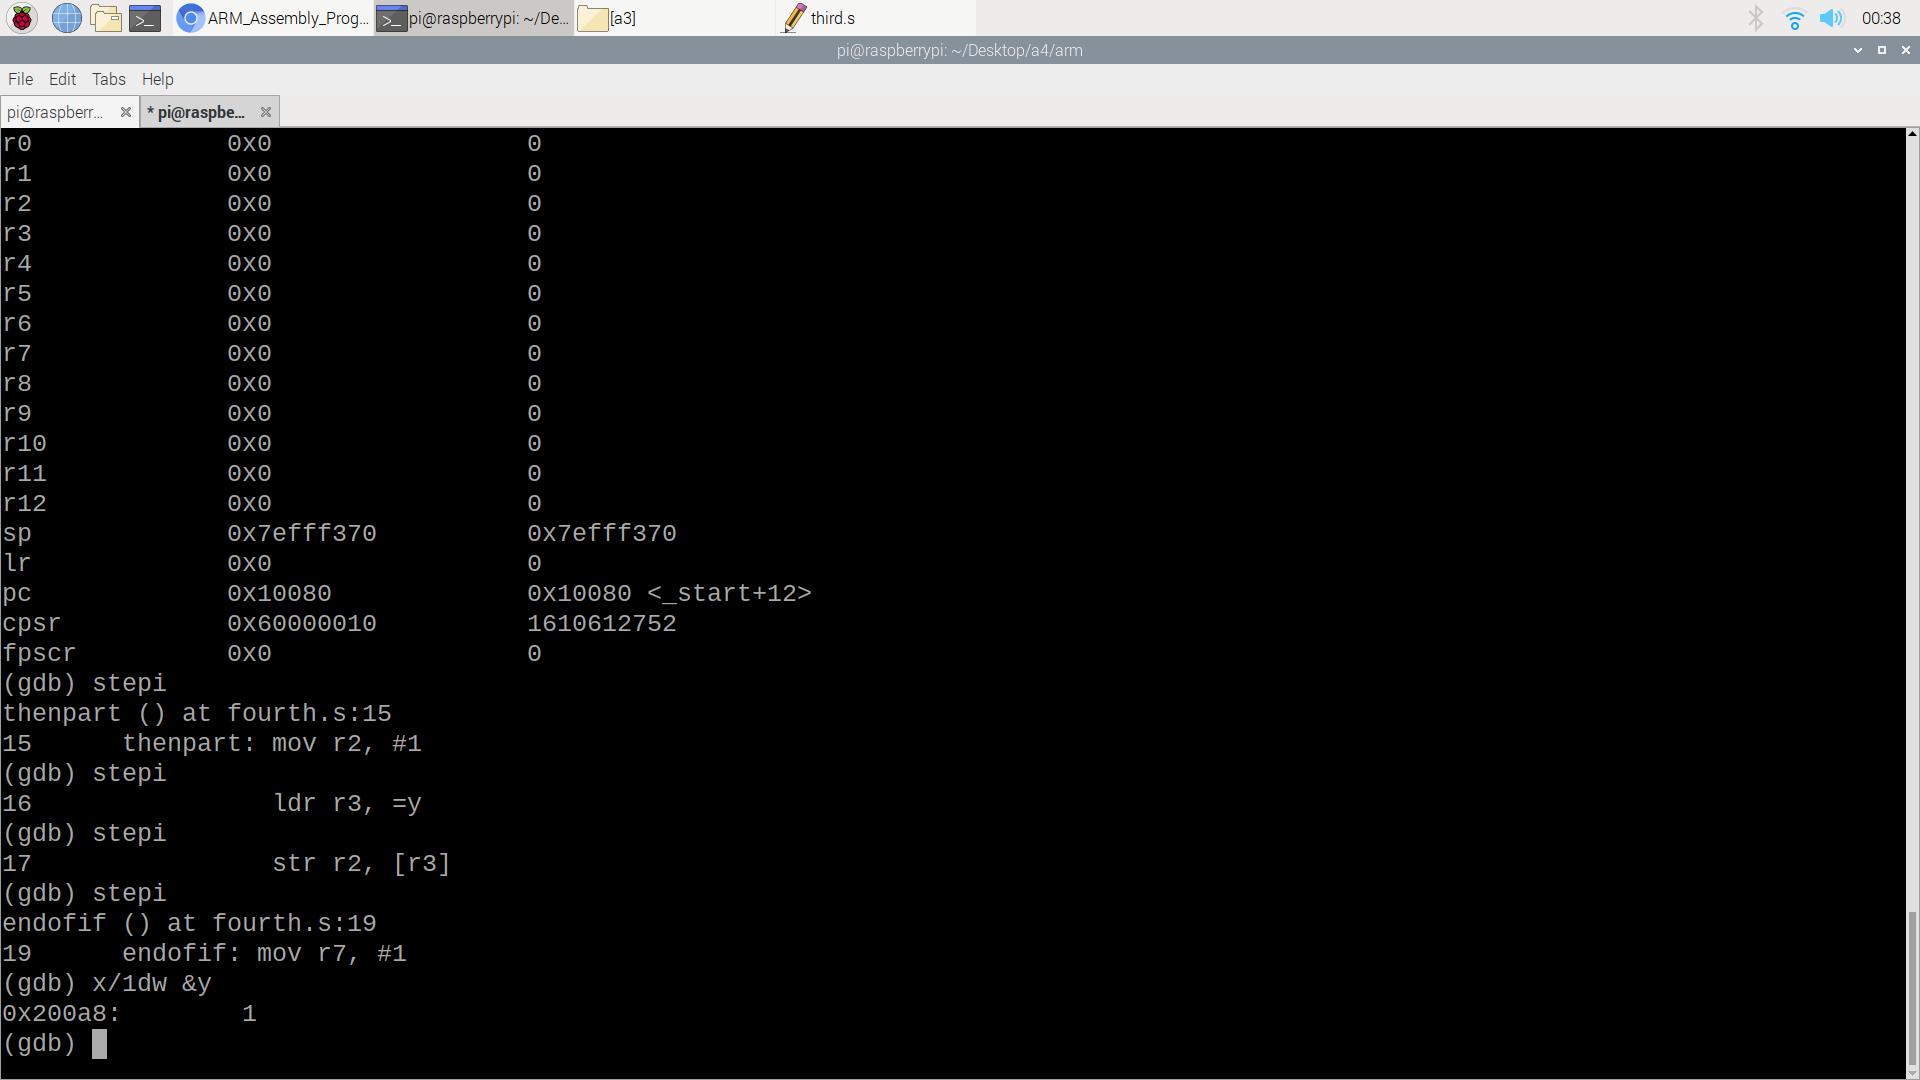 ARM_Assembly_Prog... pi@raspberrypi: ~/De... [a3] third.s 00:38
pi@raspberrypi: ~/Desktop/a4/arm
File Edit Tabs Help
pi@raspberr... * pi@raspbe...
r0 0x0 0
r1 0x0 0
r2 0x0 0
r3 0x0 0
r4 0x0 0
r5 0x0 0
r6 0x0 0
r7 0x0 0
r8 0x0 0
r9 0x0 0
r10 0x0 0
r11 0x0 0
r12 0x0 0
sp 0x7efff370 0x7efff370
lr 0x0 0
pc 0x10080 0x10080 <_start+12>
cpsr 0x60000010 1610612752
fpscr 0x0 0
(gdb) stepi
thenpart () at fourth.s:15
15 thenpart: mov r2, #1
(gdb) stepi
16 ldr r3, =y
(gdb) stepi
17 str r2, [r3]
(gdb) stepi
endofif () at fourth.s:19
19 endofif: mov r7, #1
(gdb) x/1dw &y
0x200a8: 1
(gdb)